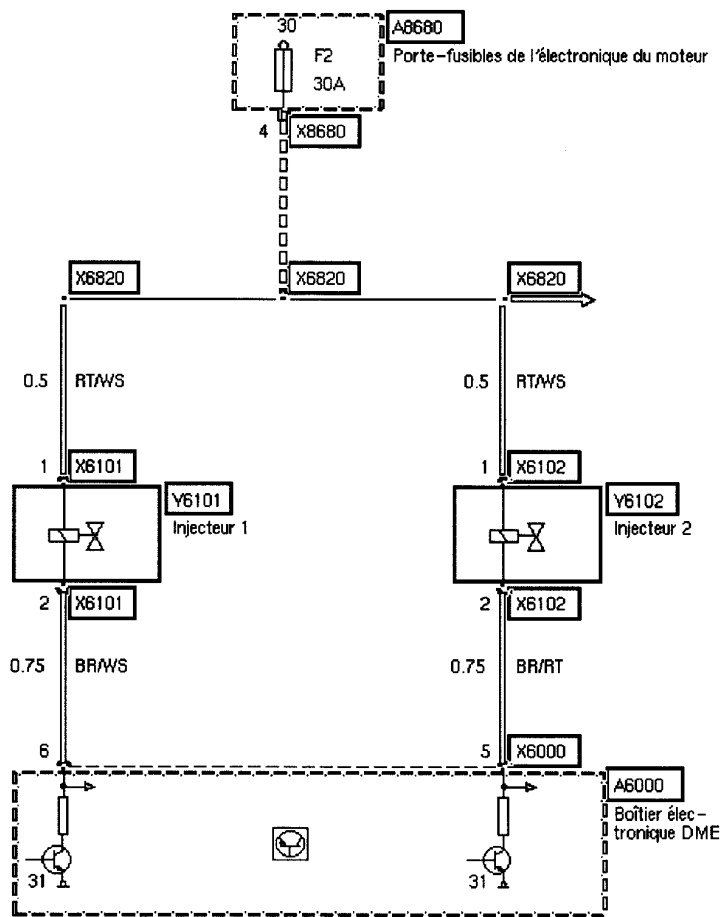 30
A8680
F2
Porte-fusibles de l'électronique du moteur
30A
4 X8680
X6820 X6820 X6820
0.5 RT/WS 0.5 RT/WS
1 X6101 1 X6102
Y6101 Y6102
Injecteur 1 Injecteur 2
2 X6101 2 X6102
0.75 BR/WS 0.75 BR/RT
6 5 X6000
A6000
Boîtier élec-
tronique DME
31 31